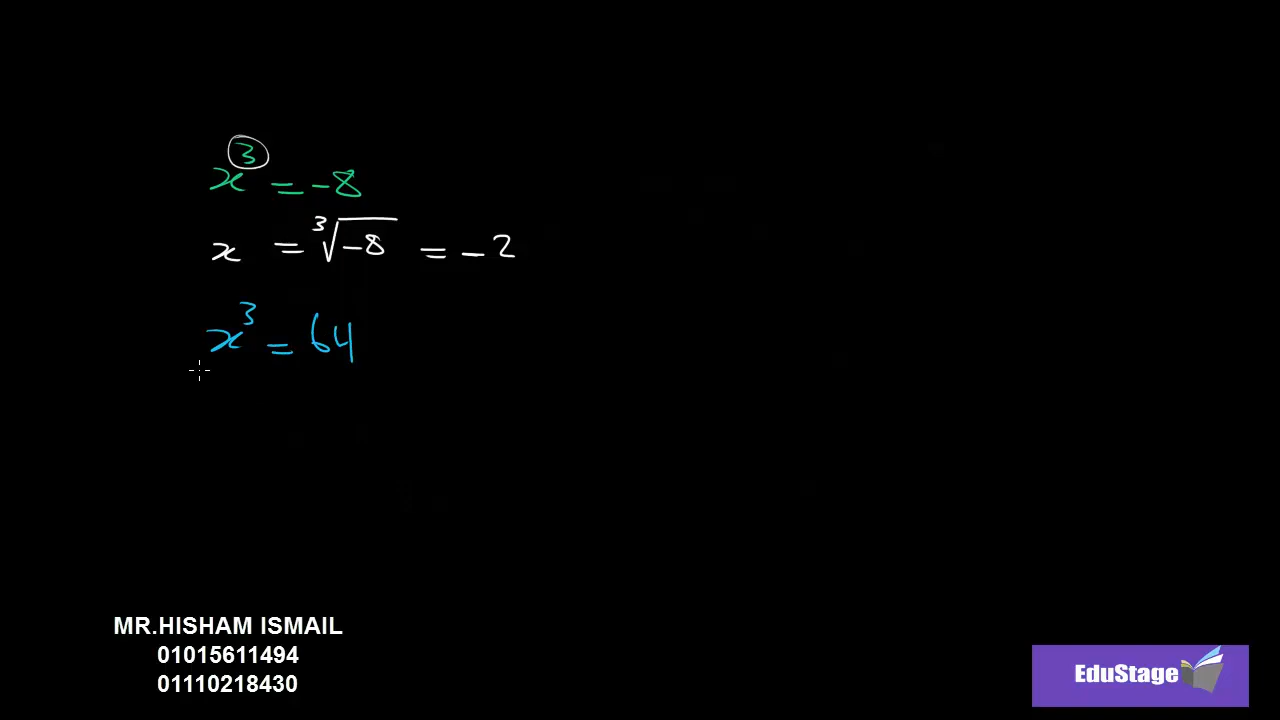 x³ = -8
x = ∛-8 = -2
x³ = 64
MR.HISHAM ISMAIL
01015611494
01110218430
EduStage